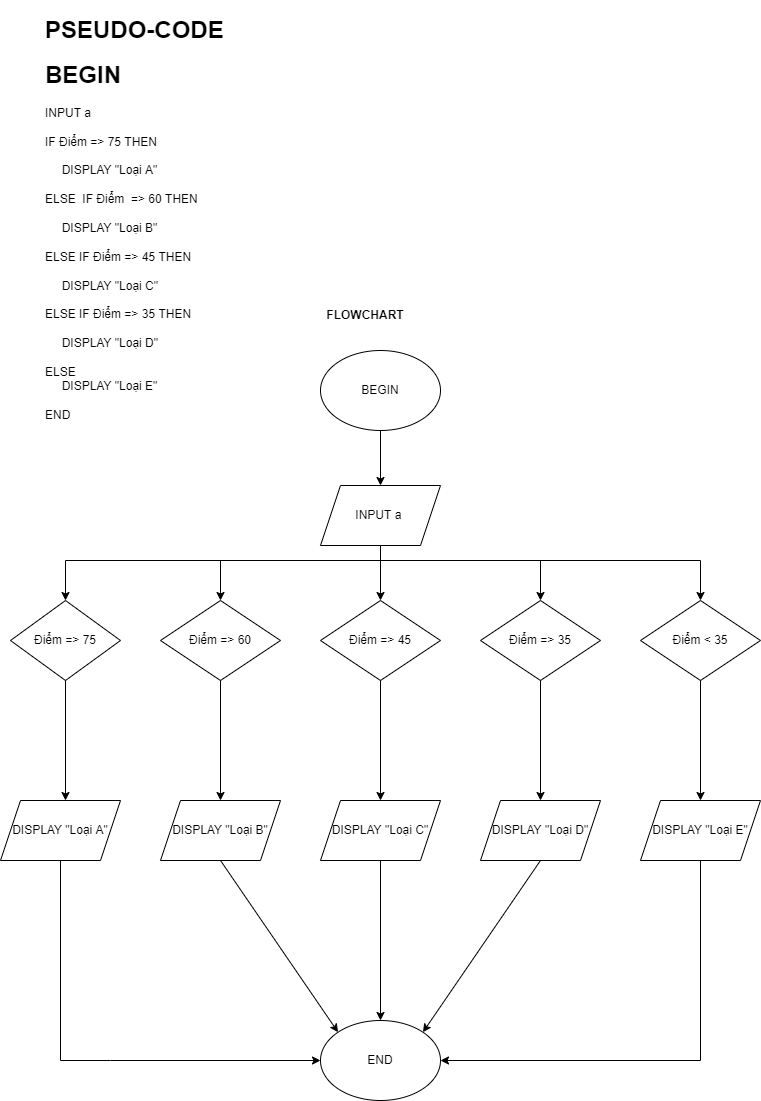 PSEUDO-CODE
BEGIN
INPUT a
IF Điểm => 75 THEN
DISPLAY "Loại A"
ELSE  IF Điểm  => 60 THEN
DISPLAY "Loại B"
ELSE IF Điểm => 45 THEN
DISPLAY "Loại C"
ELSE IF Điểm => 35 THEN
DISPLAY "Loại D"
ELSE
DISPLAY "Loại E"
END
FLOWCHART
BEGIN
INPUT a
Điểm => 75
Điểm => 60
Điểm => 45
Điểm => 35
Điểm < 35
DISPLAY "Loại A"
DISPLAY "Loại B"
DISPLAY "Loại C"
DISPLAY "Loại D"
DISPLAY "Loại E"
END